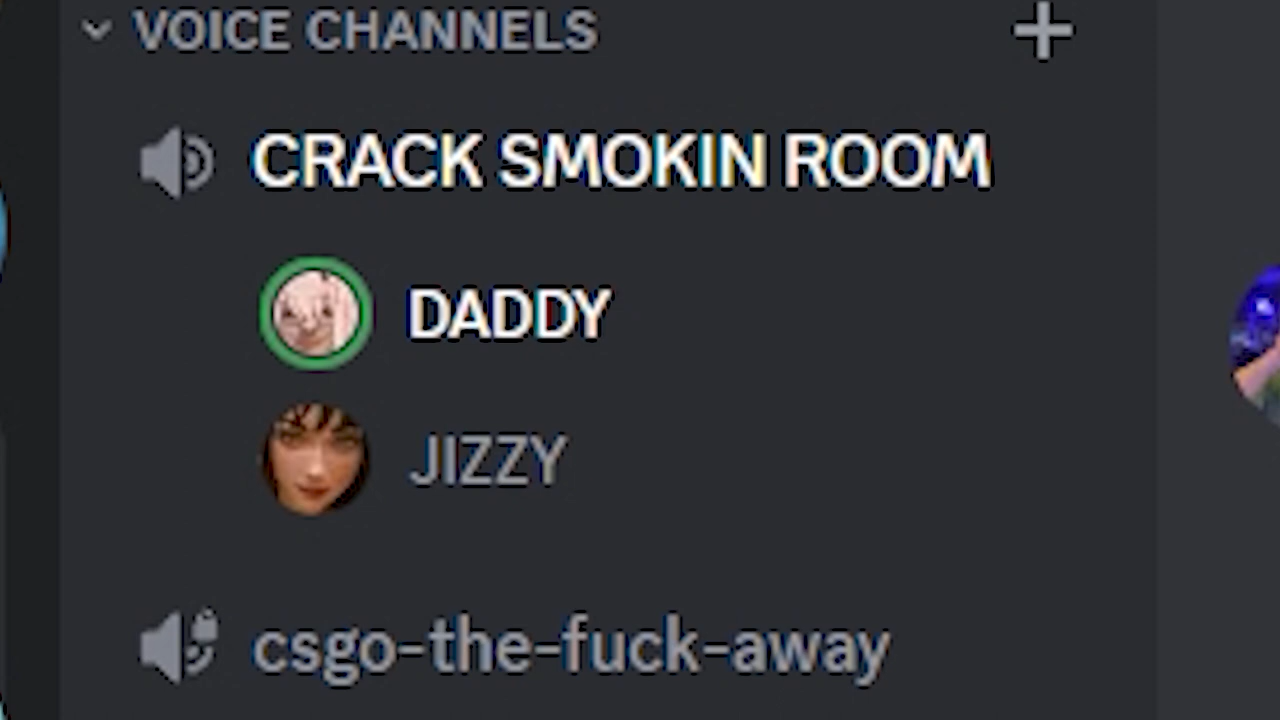 VOICE CHANNELS
CRACK SMOKIN ROOM
DADDY
JIZZY
csgo-the-fuck-away